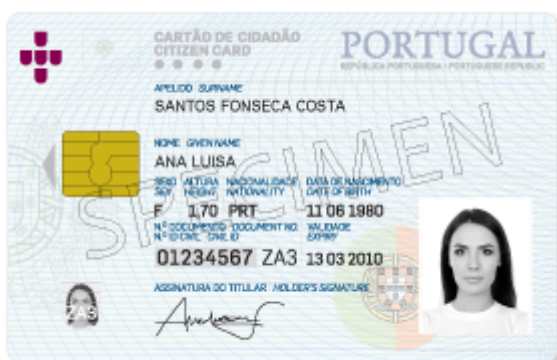 CARTÃO DE CIDADÃO
CITIZEN CARD
PORTUGAL
REPÚBLICA PORTUGUESA | PORTUGUESE REPUBLIC
APELIDO SURNAME
SANTOS FONSECA COSTA
NOME GIVEN NAME
ANA LUISA
SEXO ALTURA NACIONALIDADE DATA DE NASCIMENTO
SEX HEIGHT NATIONALITY DATE OF BIRTH
F 1,70 PRT 11 06 1980
N.º DOCUMENTO DOCUMENT NO. VALIDADE
N.º ID CIVIL CIVIL ID EXPIRY
01234567 ZA3 13 03 2010
ASSINATURA DO TITULAR HOLDER'S SIGNATURE
ZA3
SPECIMEN